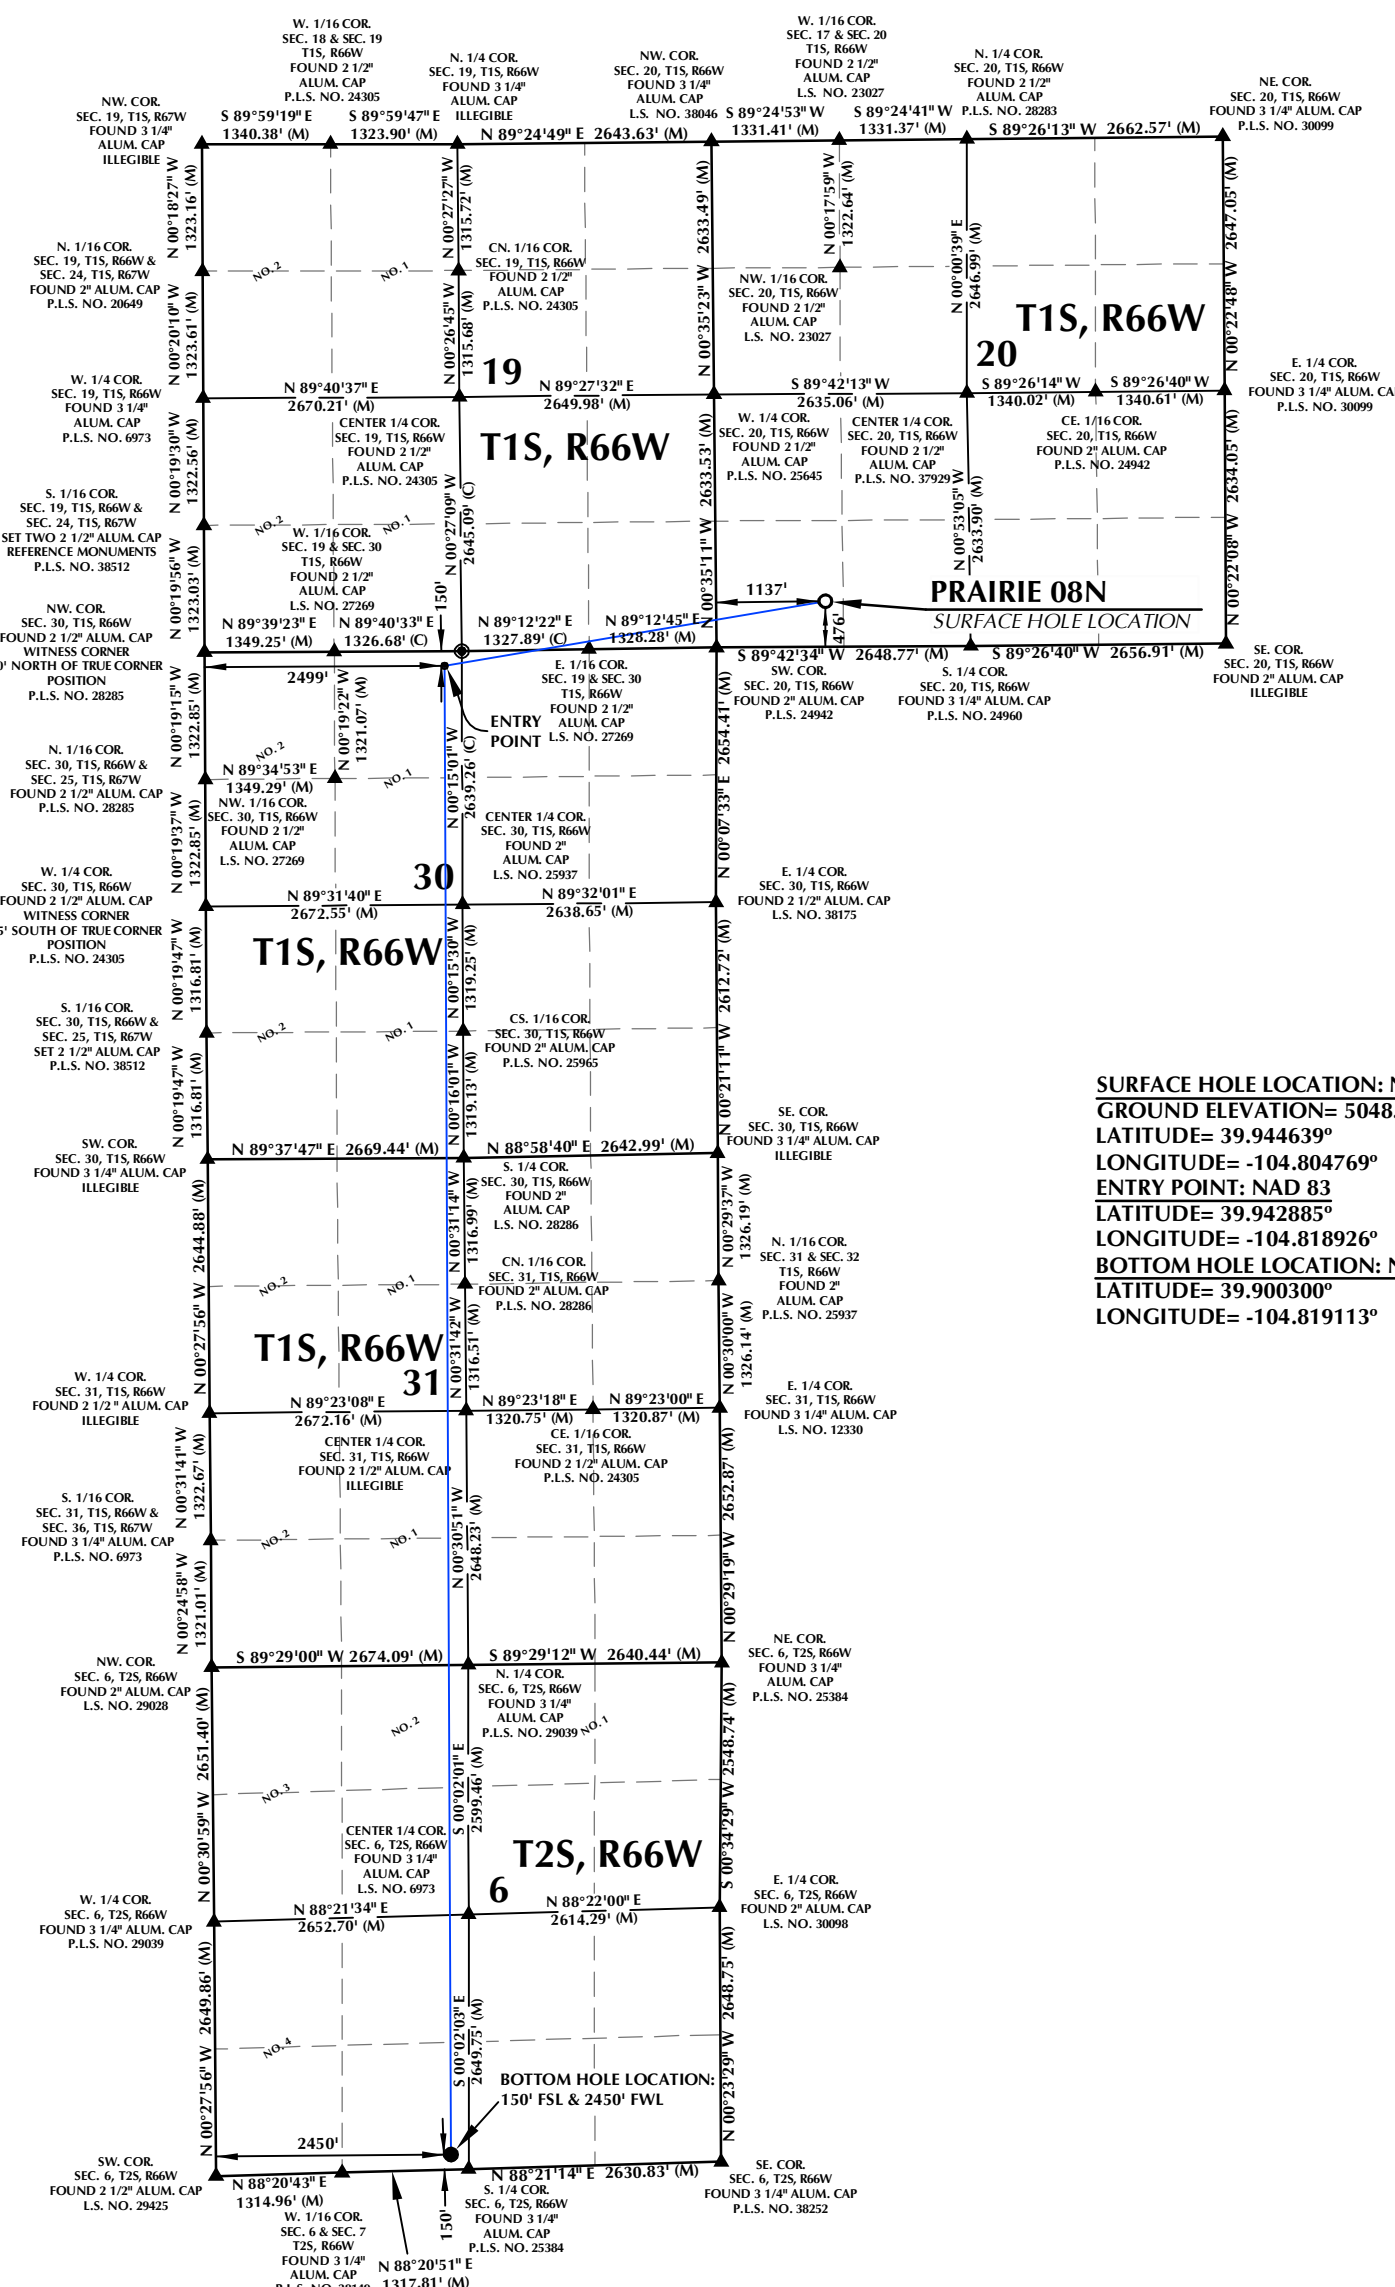 W. 1/16 COR.
SEC. 18 & SEC. 19
T1S, R66W
FOUND 2 1/2"
ALUM. CAP
P.L.S. NO. 24305
N. 1/4 COR.
SEC. 19, T1S, R66W
FOUND 3 1/4"
ALUM. CAP
ILLEGIBLE
NW. COR.
SEC. 20, T1S, R66W
FOUND 3 1/4"
ALUM. CAP
L.S. NO. 38046
W. 1/16 COR.
SEC. 17 & SEC. 20
T1S, R66W
FOUND 2 1/2"
ALUM. CAP
L.S. NO. 23027
N. 1/4 COR.
SEC. 20, T1S, R66W
FOUND 2 1/2"
ALUM. CAP
P.L.S. NO. 28283
NE. COR.
SEC. 20, T1S, R66W
FOUND 3 1/4" ALUM. CAP
P.L.S. NO. 30099
NW. COR.
SEC. 19, T1S, R67W
FOUND 3 1/4"
ALUM. CAP
ILLEGIBLE
S 89°59'19" E
1340.38' (M)
S 89°59'47" E
1323.90' (M)
N 89°24'49" E 2643.63' (M)
S 89°24'53" W
1331.41' (M)
S 89°24'41" W
1331.37' (M)
S 89°26'13" W 2662.57' (M)
N 00°18'27" W
1323.16' (M)
N 00°27'27" W
1315.72' (M)
N 00°35'23" W 2633.49' (M)
N 00°17'59" W
1322.64' (M)
N 00°00'39" E
2646.99' (M)
N 00°22'48" W 2647.05' (M)
N. 1/16 COR.
SEC. 19, T1S, R66W &
SEC. 24, T1S, R67W
FOUND 2" ALUM. CAP
P.L.S. NO. 20649
NO. 2
NO. 1
CN. 1/16 COR.
SEC. 19, T1S, R66W
FOUND 2 1/2"
ALUM. CAP
P.L.S. NO. 24305
NW. 1/16 COR.
SEC. 20, T1S, R66W
FOUND 2 1/2"
ALUM. CAP
L.S. NO. 23027
T1S, R66W
20
N 00°20'10" W
1323.61' (M)
N 00°26'45" W
1315.68' (M)
19
W. 1/4 COR.
SEC. 19, T1S, R66W
FOUND 3 1/4"
ALUM. CAP
P.L.S. NO. 6973
E. 1/4 COR.
SEC. 20, T1S, R66W
FOUND 3 1/4" ALUM. CA
P.L.S. NO. 30099
N 89°40'37" E
2670.21' (M)
N 89°27'32" E
2649.98' (M)
S 89°42'13" W
2635.06' (M)
S 89°26'14" W
1340.02' (M)
S 89°26'40" W
1340.61' (M)
CENTER 1/4 COR.
SEC. 19, T1S, R66W
FOUND 2 1/2"
ALUM. CAP
P.L.S. NO. 24305
T1S, R66W
W. 1/4 COR.
SEC. 20, T1S, R66W
FOUND 2 1/2"
ALUM. CAP
P.L.S. NO. 25645
CENTER 1/4 COR.
SEC. 20, T1S, R66W
FOUND 2 1/2"
ALUM. CAP
P.L.S. NO. 37929
CE. 1/16 COR.
SEC. 20, T1S, R66W
FOUND 2" ALUM. CAP
P.L.S. NO. 24942
N 00°19'30" W
1322.56' (M)
N 00°27'09" W
2645.09' (C)
N 00°35'11" W 2633.53' (M)
N 00°53'05" W
2633.90' (M)
N 00°22'08" W 2634.05' (M)
S. 1/16 COR.
SEC. 19, T1S, R66W &
SEC. 24, T1S, R67W
SET TWO 2 1/2" ALUM. CAP
REFERENCE MONUMENTS
P.L.S. NO. 38512
NO. 2
NO. 1
W. 1/16 COR.
SEC. 19 & SEC. 30
T1S, R66W
FOUND 2 1/2"
ALUM. CAP
L.S. NO. 27269
N 00°19'56" W
1323.03' (M)
150'
1137'
476'
PRAIRIE 08N
SURFACE HOLE LOCATION
NW. COR.
SEC. 30, T1S, R66W
FOUND 2 1/2" ALUM. CAP
WITNESS CORNER
0' NORTH OF TRUE CORNER
POSITION
P.L.S. NO. 28285
N 89°39'23" E
1349.25' (M)
N 89°40'33" E
1326.68' (C)
N 89°12'22" E
1327.89' (C)
N 89°12'45" E
1328.28' (M)
S 89°42'34" W 2648.77' (M)
S 89°26'40" W 2656.91' (M)
2499'
ENTRY
POINT
E. 1/16 COR.
SEC. 19 & SEC. 30
T1S, R66W
FOUND 2 1/2"
ALUM. CAP
L.S. NO. 27269
SW. COR.
SEC. 20, T1S, R66W
FOUND 2" ALUM. CAP
P.L.S. 24942
S. 1/4 COR.
SEC. 20, T1S, R66W
FOUND 3 1/4" ALUM. CAP
P.L.S. NO. 24960
SE. COR.
SEC. 20, T1S, R66W
FOUND 2" ALUM. CAP
ILLEGIBLE
N 00°19'15" W
1322.85' (M)
N 00°19'22" W
1321.07' (M)
N 00°15'01" W
2639.26' (C)
N 00°07'33" E 2654.41' (M)
N. 1/16 COR.
SEC. 30, T1S, R66W &
SEC. 25, T1S, R67W
FOUND 2 1/2" ALUM. CAP
P.L.S. NO. 28285
NO. 2
NO. 1
N 89°34'53" E
1349.29' (M)
NW. 1/16 COR.
SEC. 30, T1S, R66W
FOUND 2 1/2"
ALUM. CAP
L.S. NO. 27269
N 00°19'37" W
1322.85' (M)
CENTER 1/4 COR.
SEC. 30, T1S, R66W
FOUND 2"
ALUM. CAP
L.S. NO. 25937
30
W. 1/4 COR.
SEC. 30, T1S, R66W
FOUND 2 1/2" ALUM. CAP
WITNESS CORNER
5' SOUTH OF TRUE CORNER
POSITION
P.L.S. NO. 24305
E. 1/4 COR.
SEC. 30, T1S, R66W
FOUND 2 1/2" ALUM. CAP
L.S. NO. 38175
N 89°31'40" E
2672.55' (M)
N 89°32'01" E
2638.65' (M)
T1S, R66W
N 00°19'47" W
1316.81' (M)
N 00°15'30" W
1319.25' (M)
N 00°21'11" W 2612.72' (M)
S. 1/16 COR.
SEC. 30, T1S, R66W &
SEC. 25, T1S, R67W
SET 2 1/2" ALUM. CAP
P.L.S. NO. 38512
NO. 2
NO. 1
CS. 1/16 COR.
SEC. 30, T1S, R66W
FOUND 2" ALUM. CAP
P.L.S. NO. 25965
N 00°19'47" W
1316.81' (M)
N 00°16'01" W
1319.13' (M)
SURFACE HOLE LOCATION: N
GROUND ELEVATION= 5048.
LATITUDE= 39.944639º
LONGITUDE= -104.804769º
ENTRY POINT: NAD 83
LATITUDE= 39.942885º
LONGITUDE= -104.818926º
BOTTOM HOLE LOCATION: N
LATITUDE= 39.900300º
LONGITUDE= -104.819113º
SW. COR.
SEC. 30, T1S, R66W
FOUND 3 1/4" ALUM. CAP
ILLEGIBLE
N 89°37'47" E 2669.44' (M)
N 88°58'40" E 2642.99' (M)
SE. COR.
SEC. 30, T1S, R66W
FOUND 3 1/4" ALUM. CAP
ILLEGIBLE
S. 1/4 COR.
SEC. 30, T1S, R66W
FOUND 2"
ALUM. CAP
L.S. NO. 28286
N 00°27'56" W 2644.88' (M)
N 00°31'14" W
1316.99' (M)
N 00°29'37" W
1326.19' (M)
NO. 2
NO. 1
CN. 1/16 COR.
SEC. 31, T1S, R66W
FOUND 2" ALUM. CAP
P.L.S. NO. 28286
N. 1/16 COR.
SEC. 31 & SEC. 32
T1S, R66W
FOUND 2"
ALUM. CAP
P.L.S. NO. 25937
T1S, R66W
31
N 00°31'42" W
1316.51' (M)
N 00°30'00" W
1326.14' (M)
W. 1/4 COR.
SEC. 31, T1S, R66W
FOUND 2 1/2 " ALUM. CAP
ILLEGIBLE
N 89°23'08" E
2672.16' (M)
N 89°23'18" E
1320.75' (M)
N 89°23'00" E
1320.87' (M)
E. 1/4 COR.
SEC. 31, T1S, R66W
FOUND 3 1/4" ALUM. CAP
L.S. NO. 12330
CENTER 1/4 COR.
SEC. 31, T1S, R66W
FOUND 2 1/2" ALUM. CAP
ILLEGIBLE
CE. 1/16 COR.
SEC. 31, T1S, R66W
FOUND 2 1/2" ALUM. CAP
P.L.S. NO. 24305
N 00°31'41" W
1322.67' (M)
N 00°30'51" W
2648.23' (M)
N 00°29'19" W 2652.87' (M)
S. 1/16 COR.
SEC. 31, T1S, R66W &
SEC. 36, T1S, R67W
FOUND 3 1/4" ALUM. CAP
P.L.S. NO. 6973
NO. 2
NO. 1
N 00°24'58" W
1321.01' (M)
NW. COR.
SEC. 6, T2S, R66W
FOUND 2" ALUM. CAP
L.S. NO. 29028
S 89°29'00" W 2674.09' (M)
S 89°29'12" W 2640.44' (M)
NE. COR.
SEC. 6, T2S, R66W
FOUND 3 1/4"
ALUM. CAP
P.L.S. NO. 25384
N. 1/4 COR.
SEC. 6, T2S, R66W
FOUND 3 1/4"
ALUM. CAP
P.L.S. NO. 29039
NO. 2
NO. 1
N 00°30'59" W 2651.40' (M)
S 00°02'01" E
2599.46' (M)
S 00°34'29" W 2548.74' (M)
NO. 3
CENTER 1/4 COR.
SEC. 6, T2S, R66W
FOUND 3 1/4"
ALUM. CAP
L.S. NO. 6973
T2S, R66W
6
W. 1/4 COR.
SEC. 6, T2S, R66W
FOUND 3 1/4" ALUM. CAP
P.L.S. NO. 29039
N 88°21'34" E
2652.70' (M)
N 88°22'00" E
2614.29' (M)
E. 1/4 COR.
SEC. 6, T2S, R66W
FOUND 2" ALUM. CAP
L.S. NO. 30098
N 00°27'56" W 2649.86' (M)
S 00°02'03" E
2649.75' (M)
N 00°23'29" W 2648.75' (M)
NO. 4
BOTTOM HOLE LOCATION:
150' FSL & 2450' FWL
2450'
SW. COR.
SEC. 6, T2S, R66W
FOUND 2 1/2" ALUM. CAP
L.S. NO. 29425
N 88°20'43" E
1314.96' (M)
N 88°21'14" E 2630.83' (M)
SE. COR.
SEC. 6, T2S, R66W
FOUND 3 1/4" ALUM. CAP
P.L.S. NO. 38252
150'
S. 1/4 COR.
SEC. 6, T2S, R66W
FOUND 3 1/4"
ALUM. CAP
P.L.S. NO. 25384
W. 1/16 COR.
SEC. 6 & SEC. 7
T2S, R66W
FOUND 3 1/4"
ALUM. CAP
N 88°20'51" E
1317.81' (M)